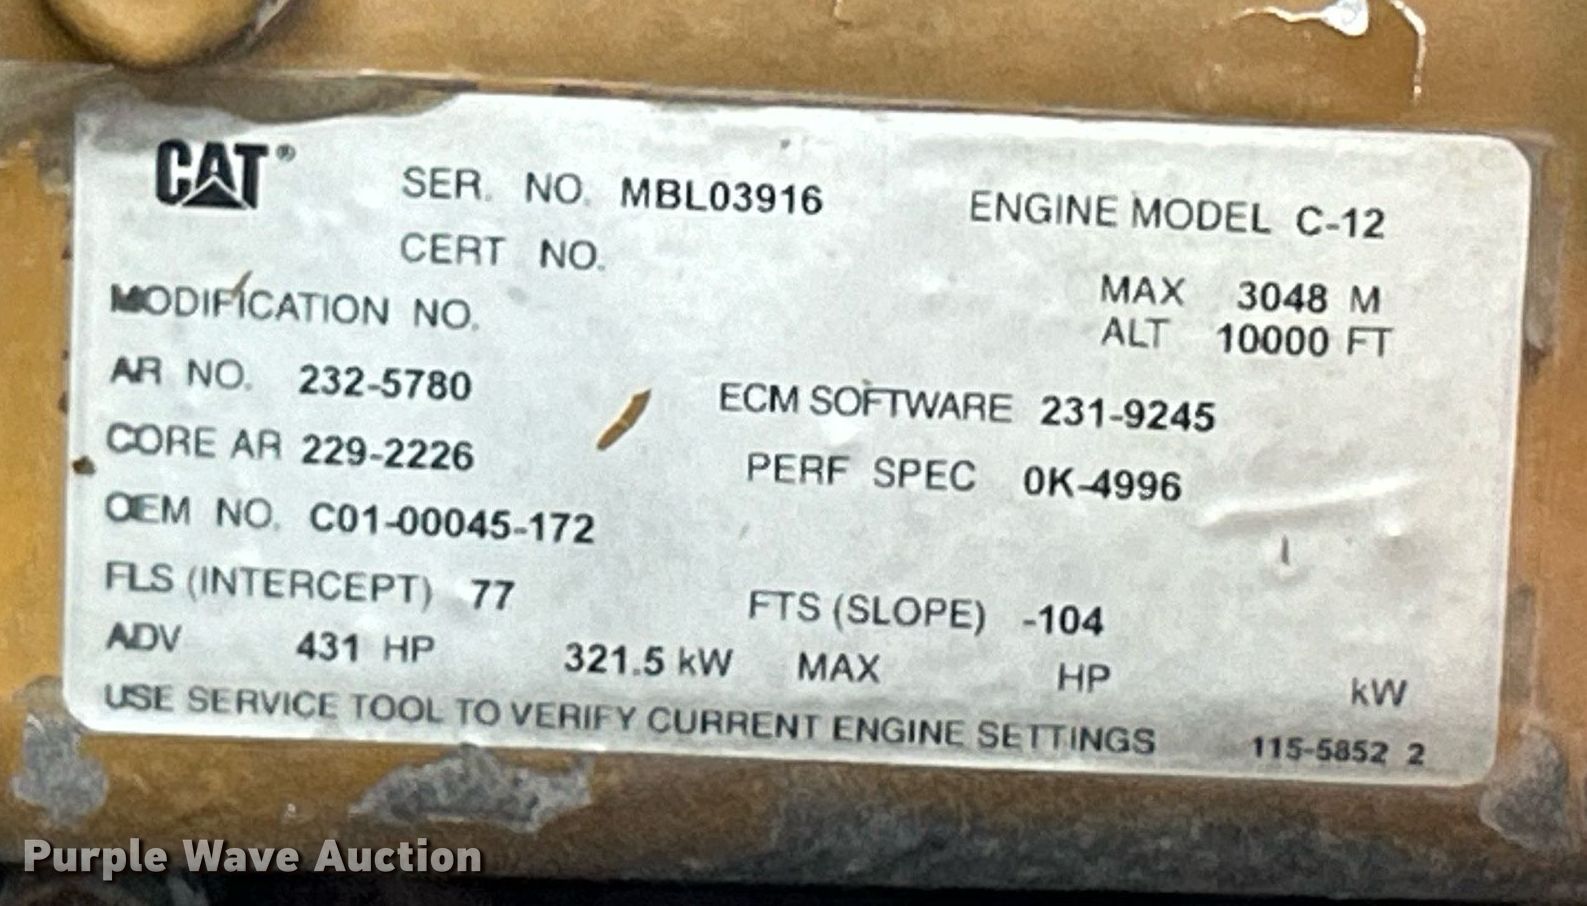 CAT®
SER. NO. MBL03916 ENGINE MODEL C-12
CERT NO.
MAX 3048 M
MODIFICATION NO.
ALT 10000 FT
AR NO. 232-5780 ECM SOFTWARE 231-9245
CORE AR 229-2226 PERF SPEC 0K-4996
OEM NO. C01-00045-172
FLS (INTERCEPT) 77 FTS (SLOPE) -104
ADV 431 HP 321.5 kW MAX HP kW
USE SERVICE TOOL TO VERIFY CURRENT ENGINE SETTINGS 115-5852 2
Purple Wave Auction